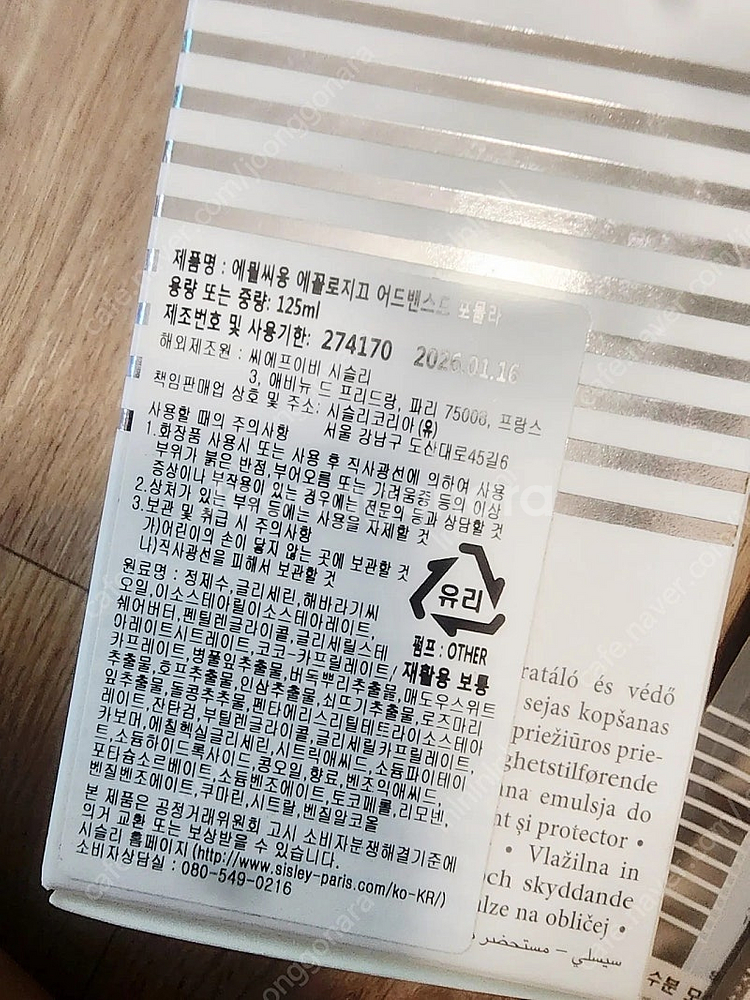 제품명 : 에뮐씨용 에꼴로지끄 어드밴스드 포뮬라
용량 또는 중량: 125ml
제조번호 및 사용기한: 274170 2026.01.16
해외제조원 : 씨에프이비 시슬리
3, 애비뉴 드 프리드랑, 파리 75008, 프랑스
책임판매업 상호 및 주소: 시슬리코리아(유)
서울 강남구 도산대로45길6
사용할 때의 주의사항
1.화장품 사용시 또는 사용 후 직사광선에 의하여 사용
부위가 붉은 반점,부어오름 또는 가려움증 등의 이상
증상이나 부작용이 있는 경우에는 전문의 등과 상담할 것
2.상처가 있는 부위 등에는 사용을 자제할 것
3.보관 및 취급 시 주의사항
가)어린이의 손이 닿지 않는 곳에 보관할 것
나)직사광선을 피해서 보관할 것
유리
펌프 : OTHER
재활용 보통
원료명 : 정제수,글리세린,해바라기씨
오일,이소스테아릴이소스테아레이트,
쉐어버터,펜틸렌글라이콜,글리세릴스테
아레이트시트레이트,코코-카프릴레이트/
카프레이트,병풀잎추출물,버독뿌리추출물,매도우스위트
추출물,호프추출물,인삼추출물,쇠뜨기추출물,로즈마리
잎추출물,돌콩추출물,펜타에리스리틸테트라이소스테아
레이트,잔탄검,부틸렌글라이콜,글리세릴카프릴레이트,
카보머,에칠헥실글리세린,시트릭애씨드,소듐파이테이
트,소듐하이드록사이드,콩오일,향료,벤조익애씨드,
포타슘소르베이트,소듐벤조에이트,토코페롤,리모넨,
벤질벤조에이트,쿠마린,시트랄,벤질알코올
본 제품은 공정거래위원회 고시 소비자분쟁해결기준에
의거 교환 또는 보상받을 수 있습니다.
시슬리 홈페이지(http://www.sisley-paris.com/ko-KR/)
소비자상담실 : 080-549-0216
ratáló és védő
sejas kopšanas
priežiūros prie-
ghetstilførende
na emulsja do
t și protector •
• Vlažilna in
och skyddande
lze na obličej •
سيسلي – مستحضر
수분
cafe.naver.com/joonggonara